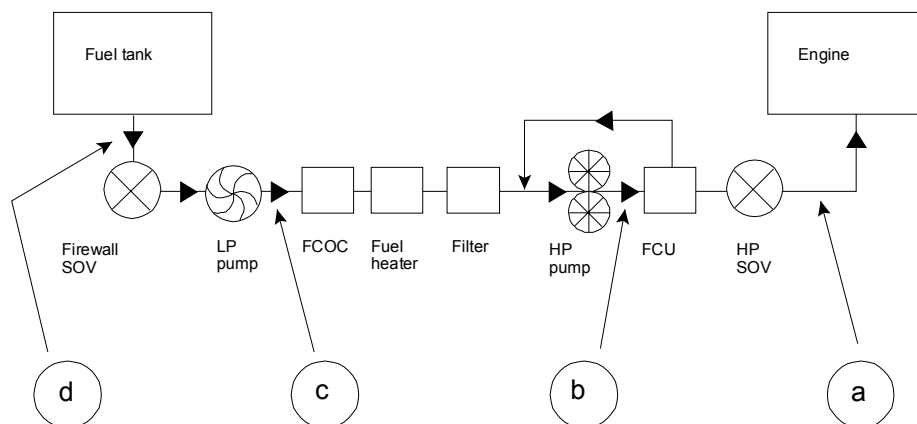 Fuel tank
Engine
Firewall
SOV
LP
pump
FCOC
Fuel
heater
Filter
HP
pump
FCU
HP
SOV
d
c
b
a